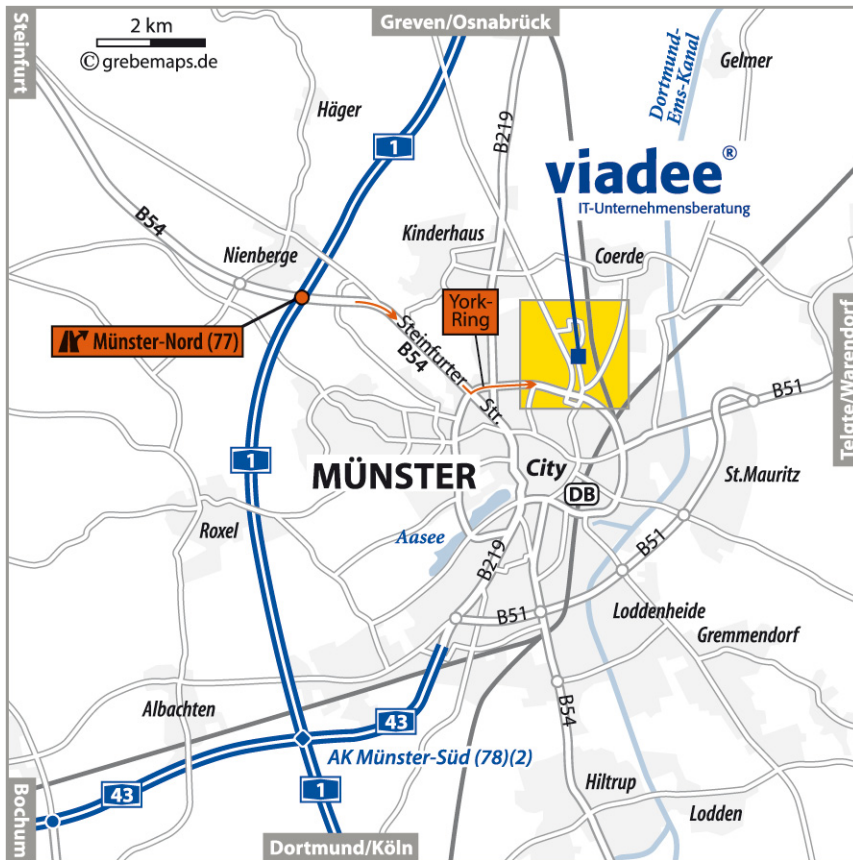 Steinfurt
2 km
© grebemaps.de
Greven/Osnabrück
Dortmund-
Ems-Kanal
Gelmer
Häger
1
B219
viadee®
IT-Unternehmensberatung
B54
Nienberge
Kinderhaus
Coerde
Münster-Nord (77)
York-
Ring
Steinfurter
Str.
B54
Telgte/Warendorf
B51
1
MÜNSTER
City
DB
St.Mauritz
Roxel
Aasee
B219
B51
B51
Loddenheide
Gremmendorf
Albachten
43
B54
AK Münster-Süd (78)(2)
43
1
Hiltrup
Lodden
Bochum
Dortmund/Köln